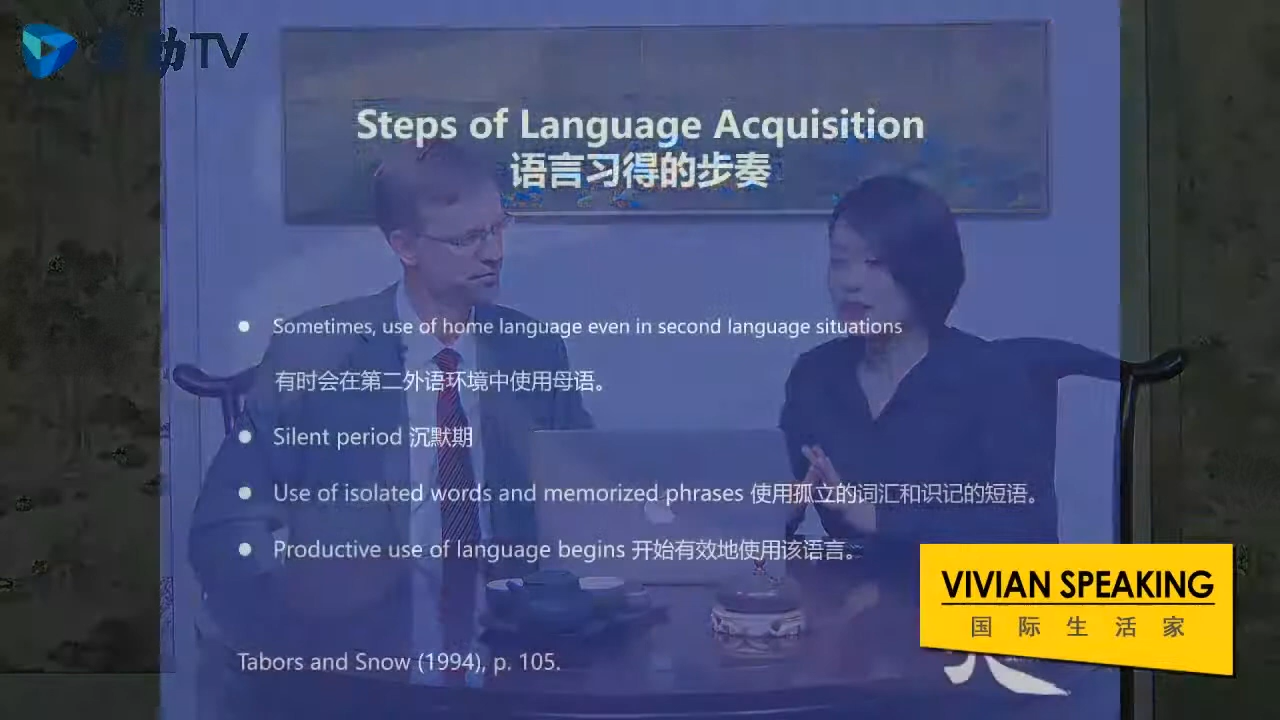 动TV
Steps of Language Acquisition
语言习得的步奏
Sometimes, use of home language even in second language situations
有时会在第二外语环境中使用母语。
Silent period 沉默期
Use of isolated words and memorized phrases 使用孤立的词汇和识记的短语。
Productive use of language begins 开始有效地使用该语言。
VIVIAN SPEAKING
国际生活家
Tabors and Snow (1994), p. 105.